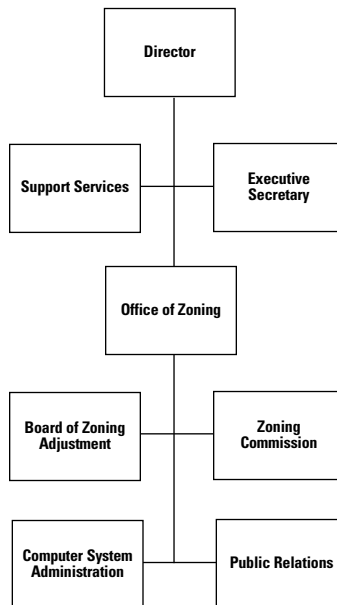 Director
Support Services
Executive
Secretary
Office of Zoning
Board of Zoning
Adjustment
Zoning
Commission
Computer System
Administration
Public Relations